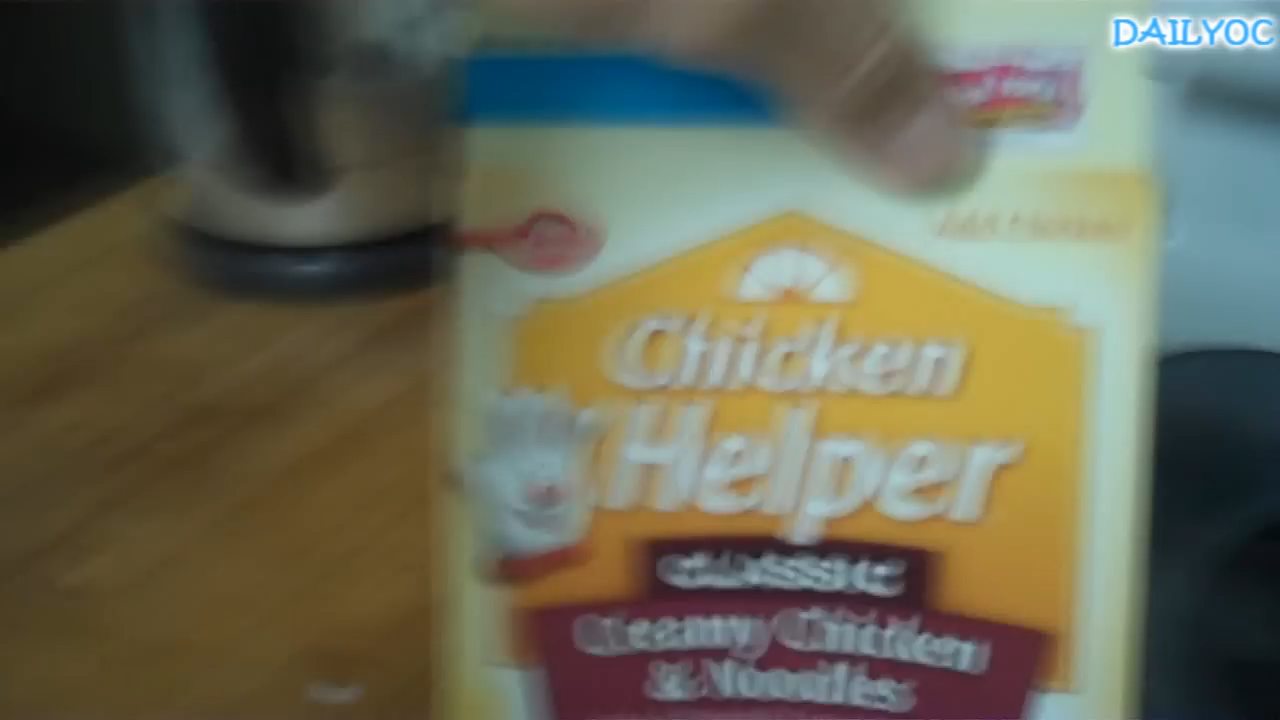 DAILYOC
Chicken
Helper
CLASSIC
Creamy Chicken
& Noodles